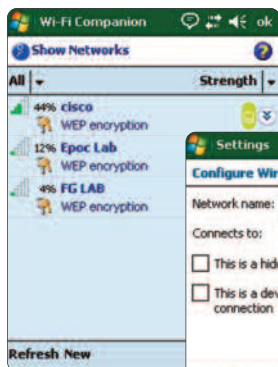 Wi-Fi Companion ok
Show Networks
All Strength
44% cisco
WEP encryption
12% Epoc Lab
WEP encryption
4% FG LAB
WEP encryption
Refresh New
Settings
Configure Wir
Network name:
Connects to:
This is a hid
This is a dev
connection